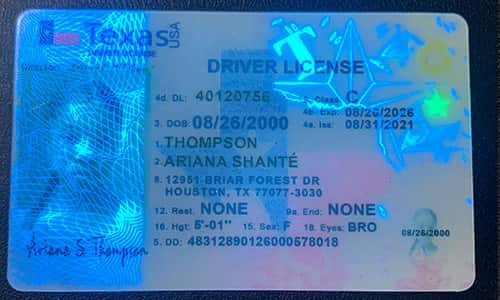 Texas
USA
DRIVER LICENSE
4d. DL: 40120756 9. Class: C
4b. Exp: 08/26/2026
3. DOB: 08/26/2000 4a. Iss: 08/31/2021
1. THOMPSON
2. ARIANA SHANTÉ
8. 12951 BRIAR FOREST DR
HOUSTON, TX 77077-3030
12. Rest. NONE 9a. End: NONE
16. Hgt: 5'-01" 15. Sex: F 18. Eyes: BRO
5. DD: 48312890126000578018
08/26/2000
Ariana S Thompson